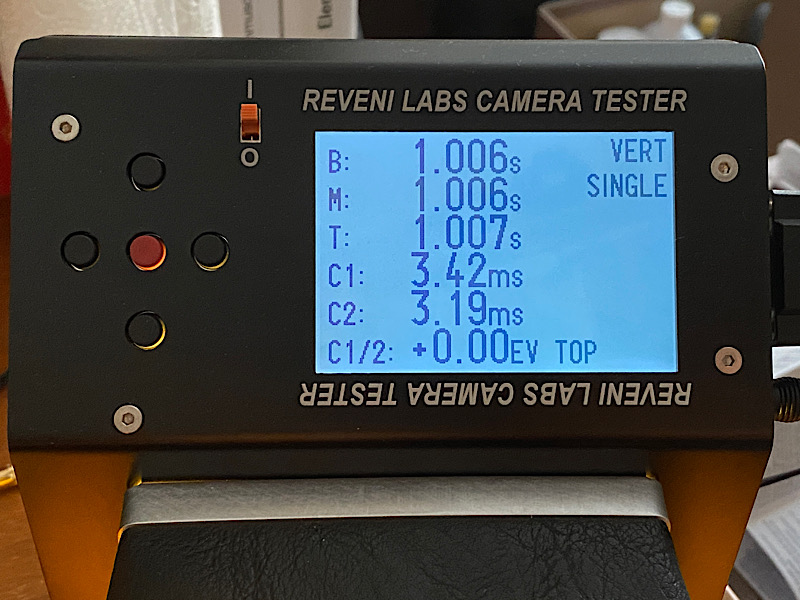 Elen
I
O
REVENI LABS CAMERA TESTER
B: 1.006s VERT
M: 1.006s SINGLE
T: 1.007s
C1: 3.42ms
C2: 3.19ms
C1/2: +0.00EV TOP
REVENI LABS CAMERA TESTER